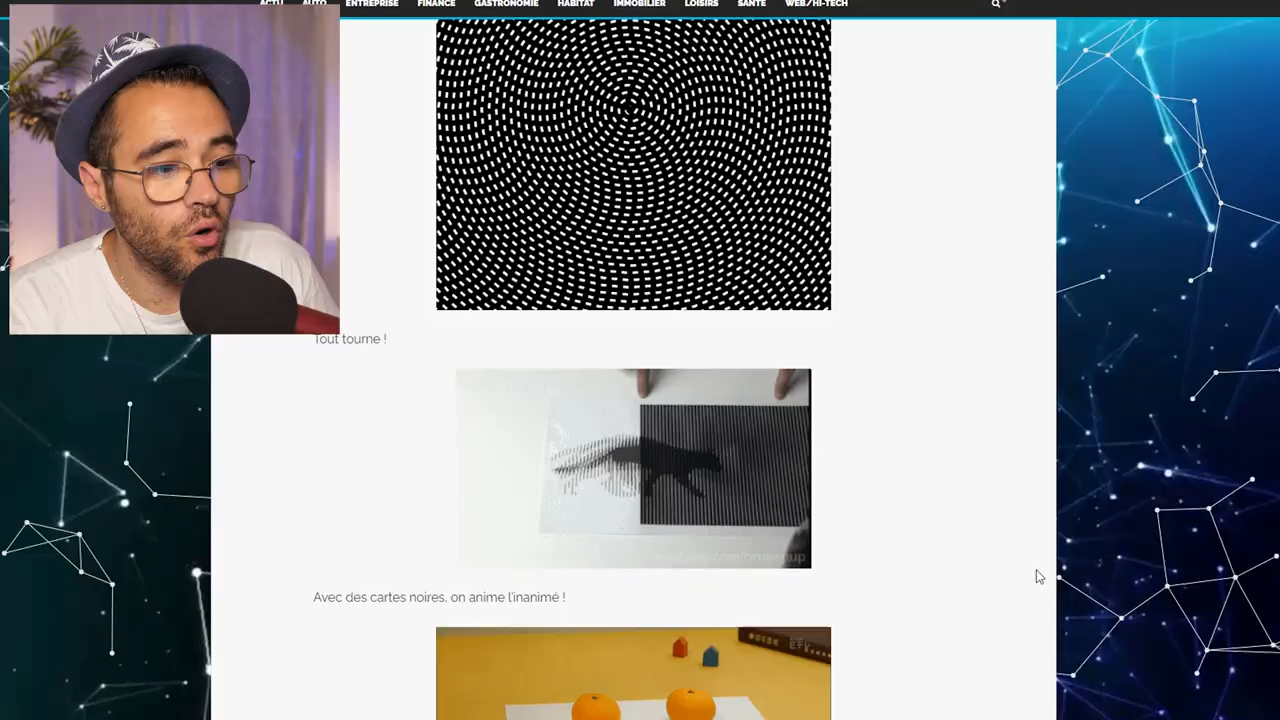 ACTU AUTO ENTREPRISE FINANCE GASTRONOMIE HABITAT IMMOBILIER LOISIRS SANTÉ WEB/HI-TECH
Tout tourne !
Avec des cartes noires, on anime l'inanimé !